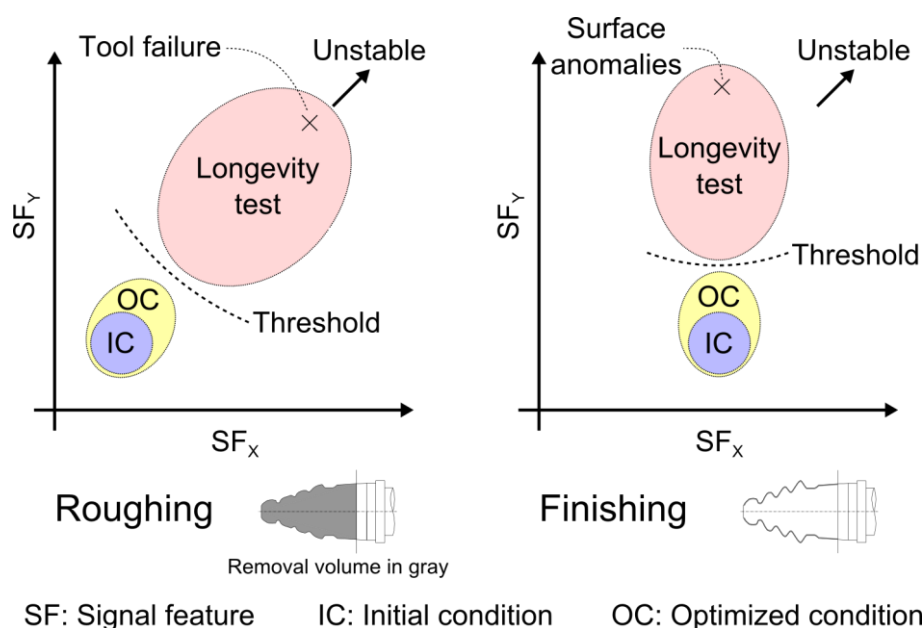 Tool failure
Unstable
Longevity
test
SF_Y
OC
IC
Threshold
SF_X
Surface
anomalies
Unstable
Longevity
test
SF_Y
Threshold
OC
IC
SF_X
Roughing
Removal volume in gray
Finishing
SF: Signal feature IC: Initial condition OC: Optimized condition